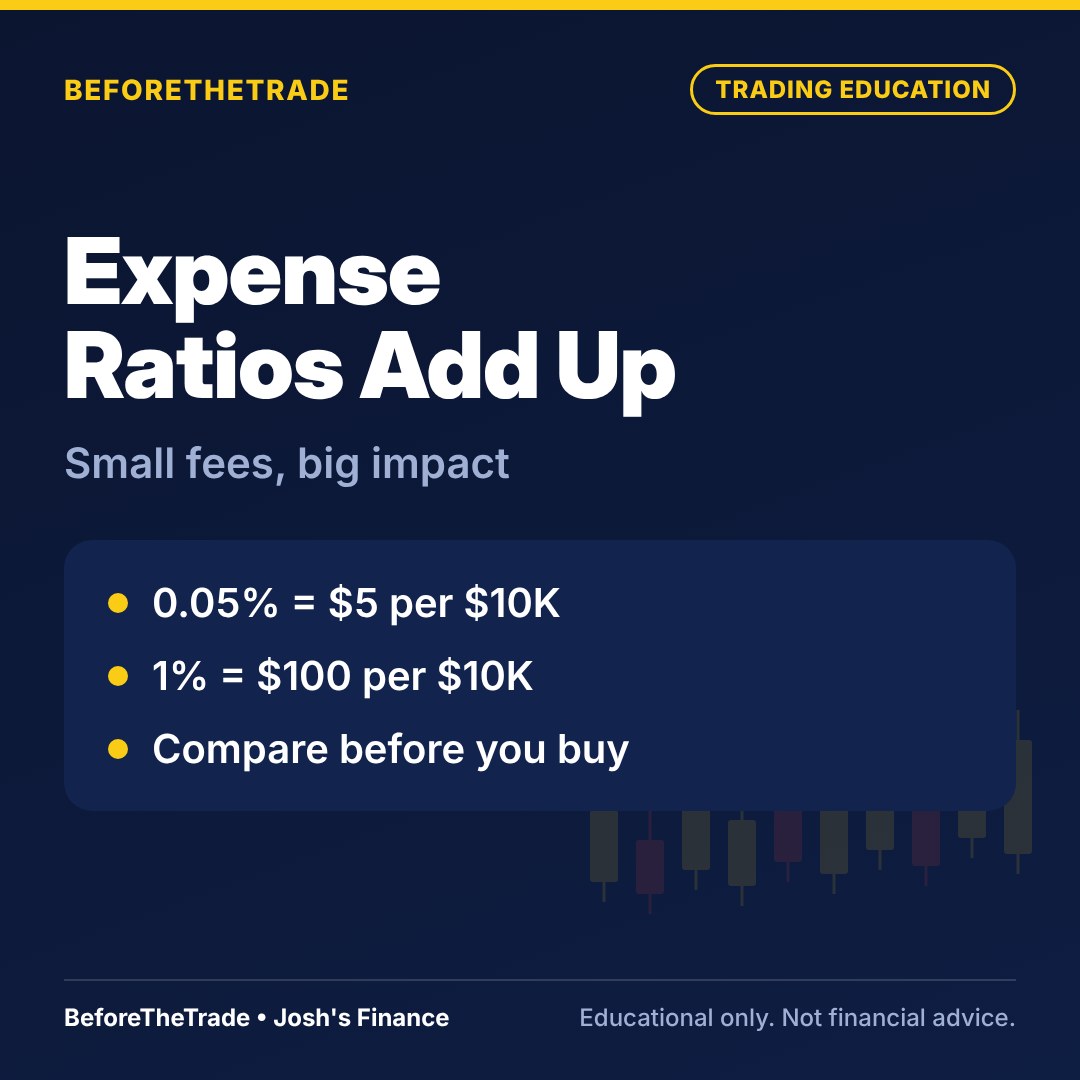 BEFORETHETRADE
TRADING EDUCATION
Expense
Ratios Add Up
Small fees, big impact
0.05% = $5 per $10K
1% = $100 per $10K
Compare before you buy
BeforeTheTrade • Josh's Finance
Educational only. Not financial advice.